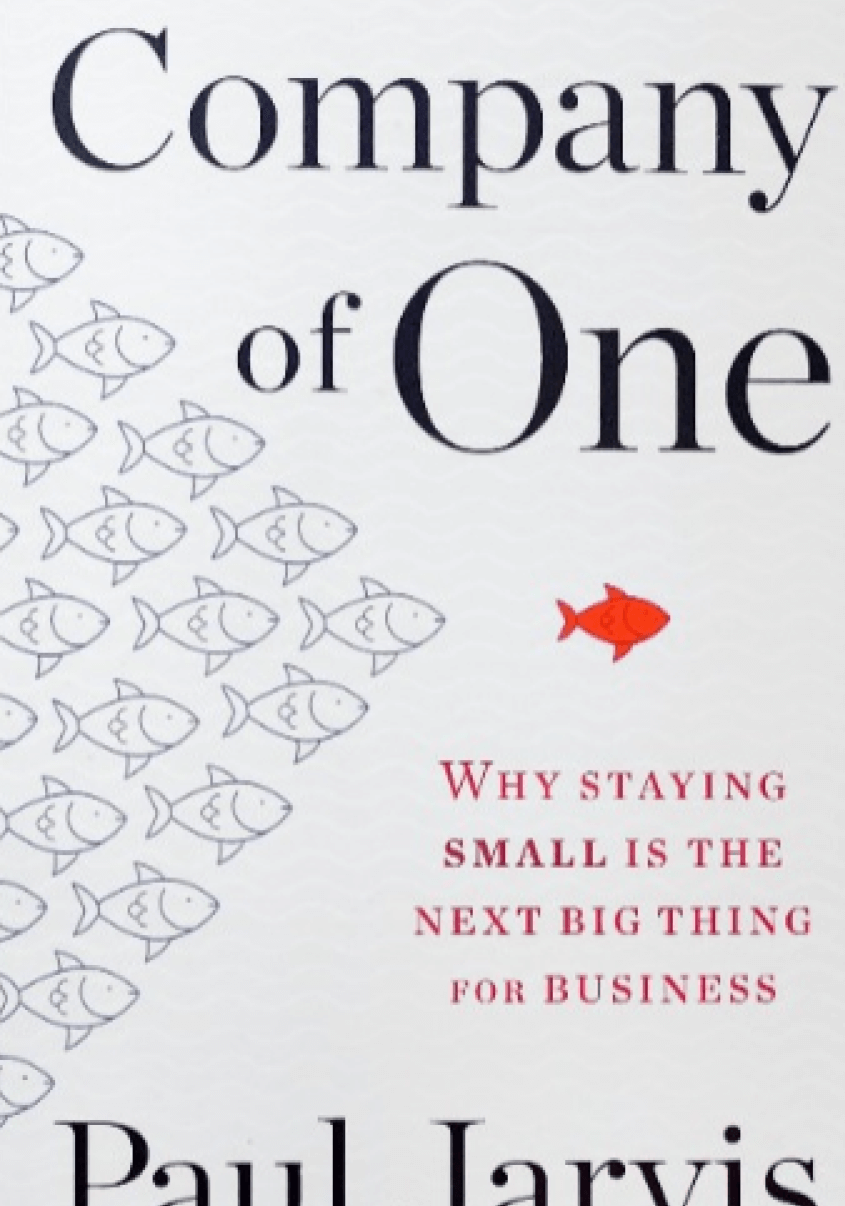 Company
of One
WHY STAYING
SMALL IS THE
NEXT BIG THING
FOR BUSINESS
Paul Jarvis